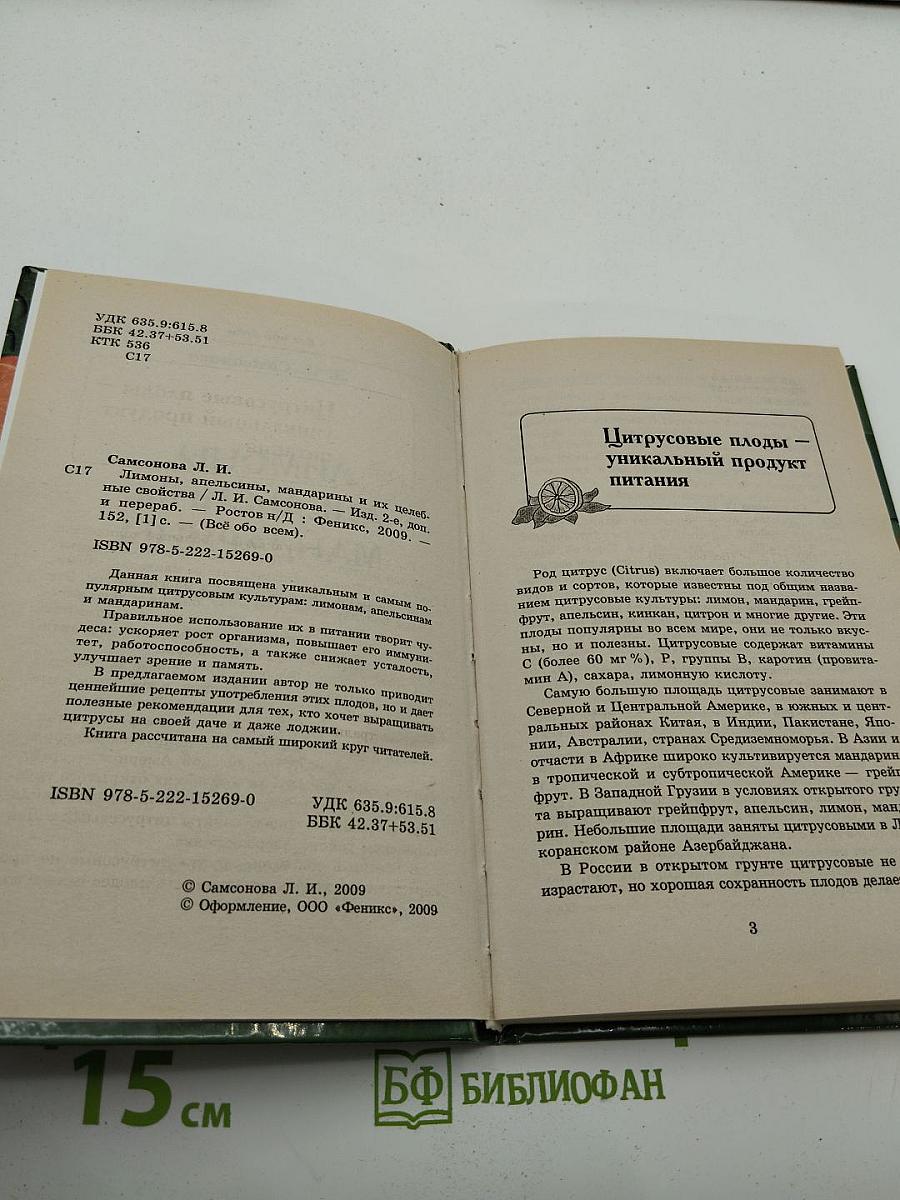 УДК 635.9:615.8
ББК 42.37+53.51
КТК 536
С17
Самсонова Л. И.
С17 Лимоны, апельсины, мандарины и их целеб-
ные свойства / Л. И. Самсонова. — Изд. 2-е, доп.
и перераб. — Ростов н/Д : Феникс, 2009. —
152, [1] с. — (Всё обо всем).
ISBN 978-5-222-15269-0
Данная книга посвящена уникальным и самым по-
пулярным цитрусовым культурам: лимонам, апельсинам
и мандаринам.
Правильное использование их в питании творит чу-
деса: ускоряет рост организма, повышает его иммуни-
тет, работоспособность, а также снижает усталость,
улучшает зрение и память.
В предлагаемом издании автор не только приводит
ценнейшие рецепты употребления этих плодов, но и дает
полезные рекомендации для тех, кто хочет выращивать
цитрусы на своей даче и даже лоджии.
Книга рассчитана на самый широкий круг читателей.
ISBN 978-5-222-15269-0
УДК 635.9:615.8
ББК 42.37+53.51
© Самсонова Л. И., 2009
© Оформление, ООО «Феникс», 2009
Цитрусовые плоды —
уникальный продукт
питания
Род цитрус (Citrus) включает большое количество
видов и сортов, которые известны под общим назва-
нием цитрусовые культуры: лимон, мандарин, грейп-
фрут, апельсин, кинкан, цитрон и многие другие. Эти
плоды популярны во всем мире, они не только вкус-
ны, но и полезны. Цитрусовые содержат витамины
С (более 60 мг%), Р, группы В, каротин (провита-
мин А), сахара, лимонную кислоту.
Самую большую площадь цитрусовые занимают в
Северной и Центральной Америке, в южных и цент-
ральных районах Китая, в Индии, Пакистане, Япо-
нии, Австралии, странах Средиземноморья. В Азии и
отчасти в Африке широко культивируется мандарин
в тропической и субтропической Америке — грейп
фрут. В Западной Грузии в условиях открытого гру
та выращивают грейпфрут, апельсин, лимон, ман
рин. Небольшие площади заняты цитрусовыми в Л
коранском районе Азербайджана.
В России в открытом грунте цитрусовые не
израстают, но хорошая сохранность плодов делае
3
15 см
БФ БИБЛИОФАН